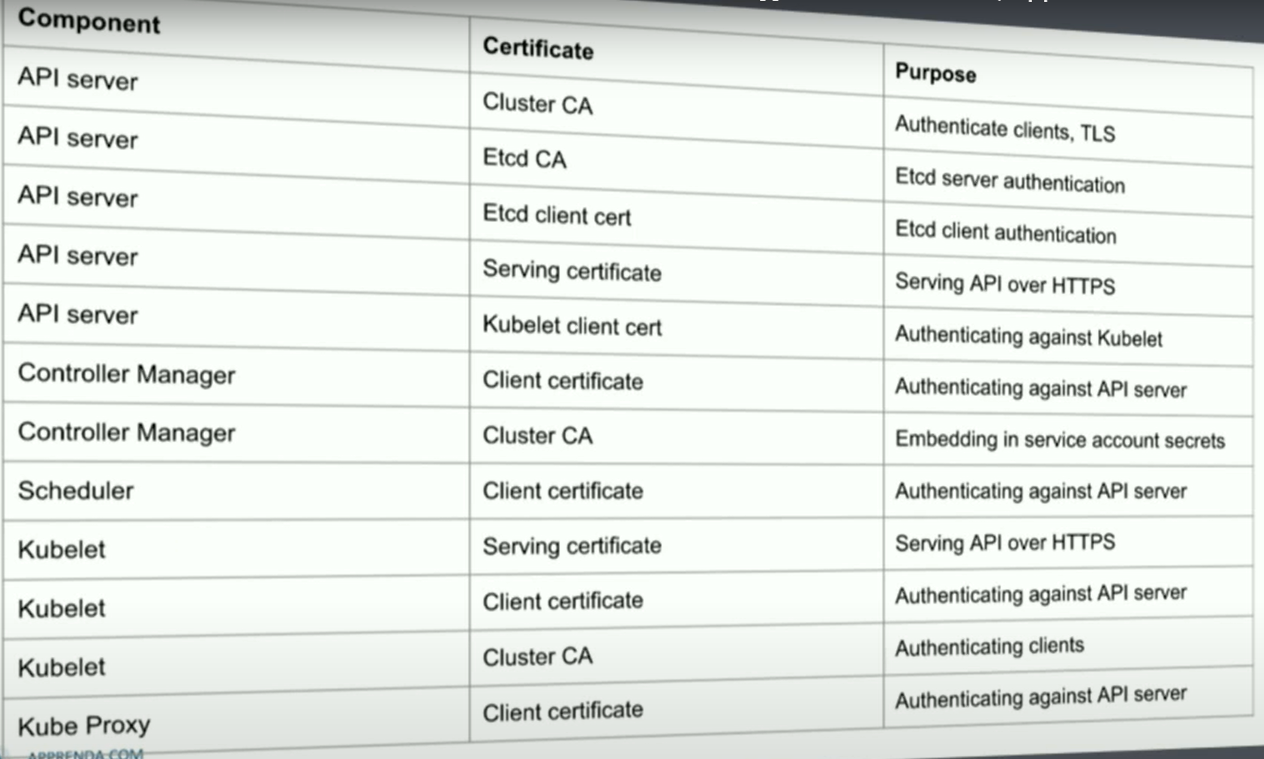 Component Certificate Purpose
API server Cluster CA Authenticate clients, TLS
API server Etcd CA Etcd server authentication
API server Etcd client cert Etcd client authentication
API server Serving certificate Serving API over HTTPS
API server Kubelet client cert Authenticating against Kubelet
Controller Manager Client certificate Authenticating against API server
Controller Manager Cluster CA Embedding in service account secrets
Scheduler Client certificate Authenticating against API server
Kubelet Serving certificate Serving API over HTTPS
Kubelet Client certificate Authenticating against API server
Kubelet Cluster CA Authenticating clients
Kube Proxy Client certificate Authenticating against API server
APPRENDA.COM